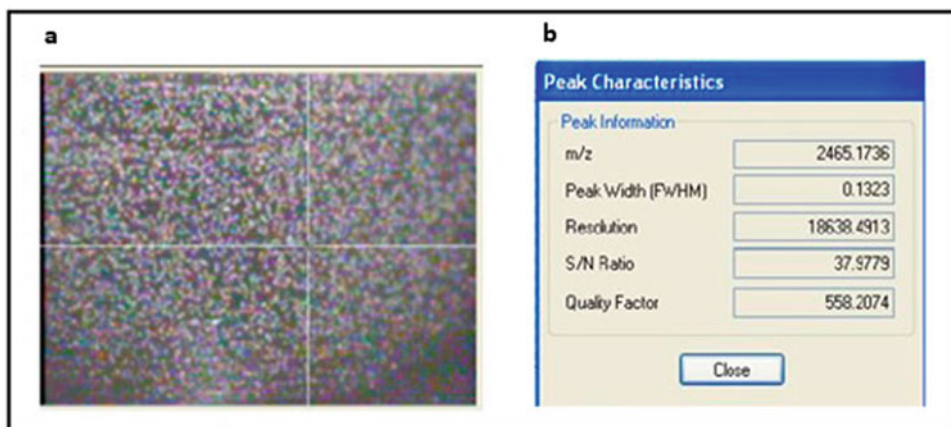 a
b
Peak Characteristics
Peak Information
m/z 2465.1736
Peak Width (FWHM) 0.1323
Resolution 18638.4913
S/N Ratio 37.9779
Quality Factor 558.2074
Close